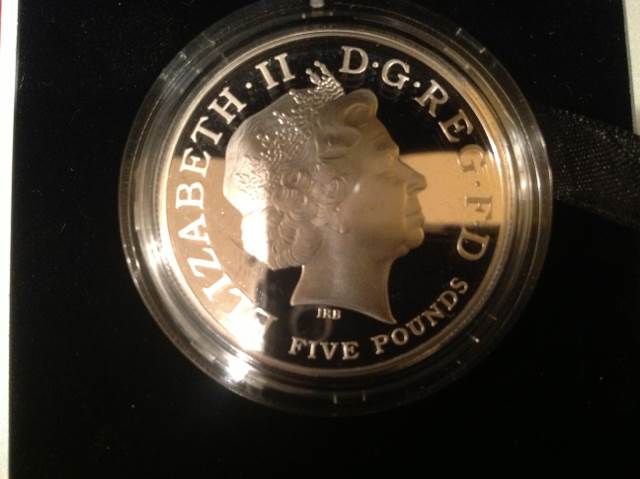 ELIZABETH·II D·G·REG·F·D
FIVE POUNDS
IRB